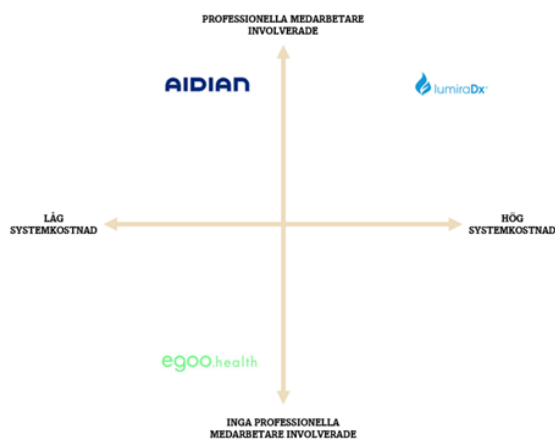 PROFESSIONELLA MEDARBETARE
INVOLVERADE
AIDIAN
lumiraDx
LÅG
SYSTEMKOSTNAD
HÖG
SYSTEMKOSTNAD
egoo.health
INGA PROFESSIONELLA
MEDARBETARE INVOLVERADE